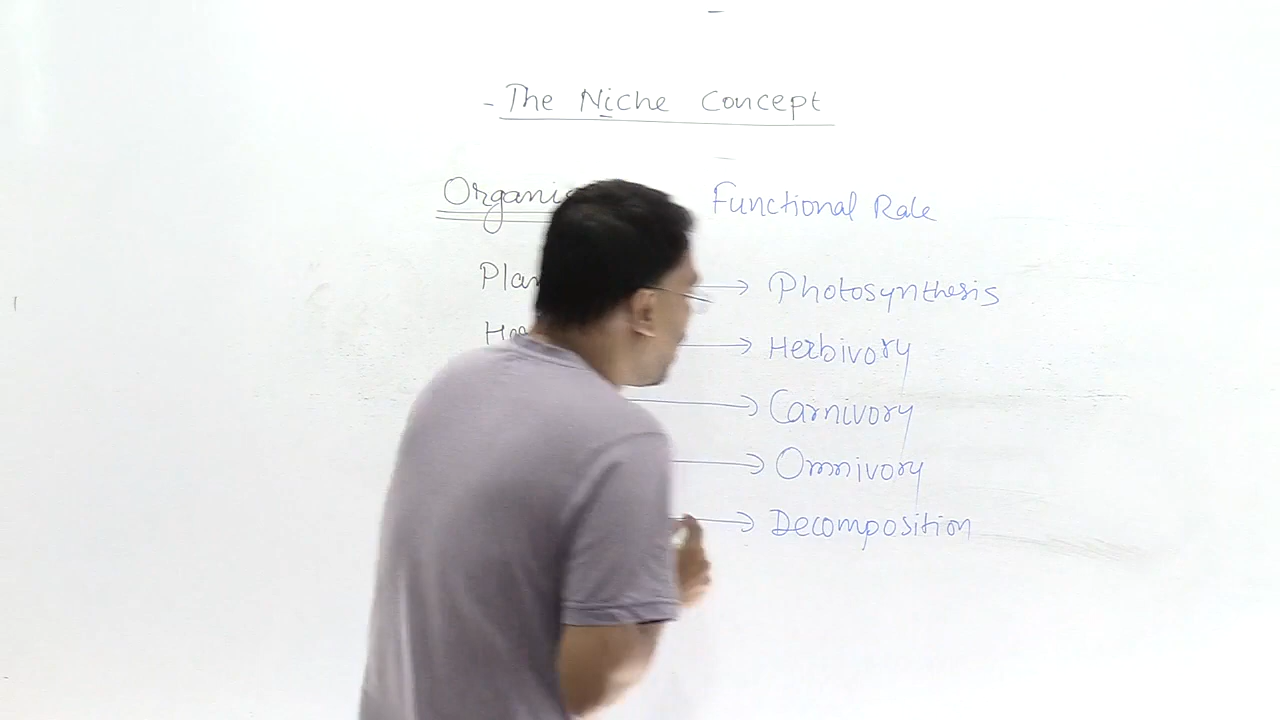 - The Niche Concept
Functional Role
→ Photosynthesis
→ Herbivory
→ Carnivory
→ Omnivory
→ Decomposition